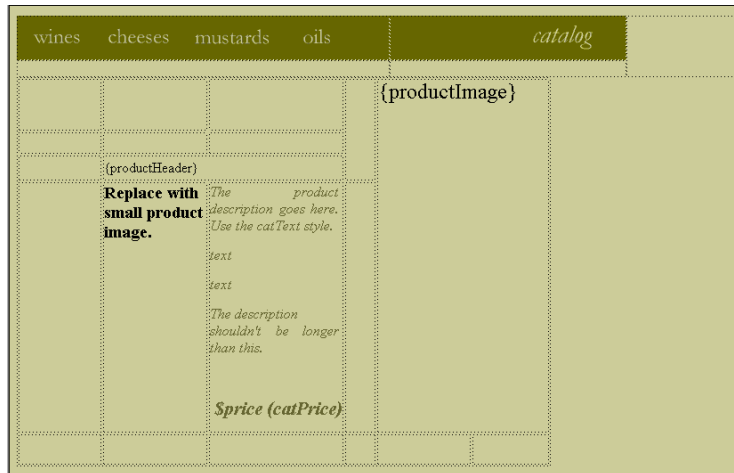 wines cheeses mustards oils catalog
{productImage}
{productHeader}
Replace with
small product
image.
The product
description goes here.
Use the catText style.
text
text
The description
shouldn't be longer
than this.
$price (catPrice)